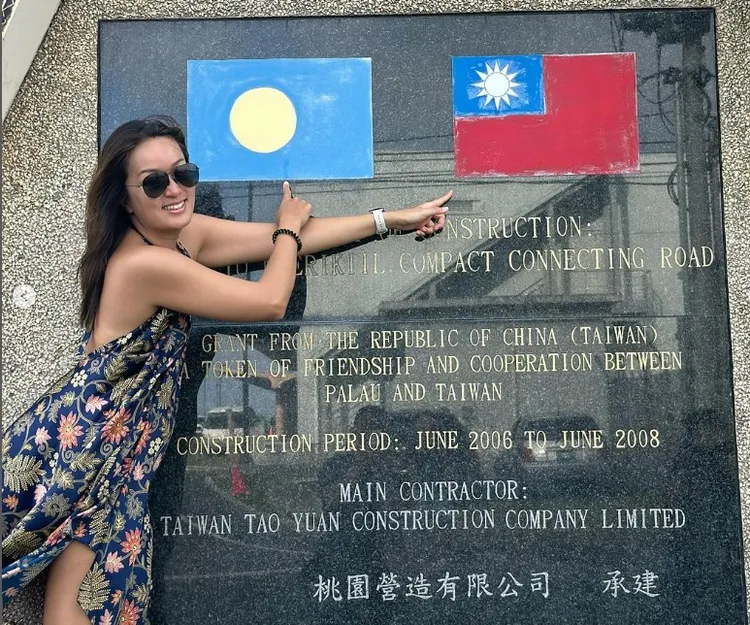 NSTRUCTION:
COMPACT CONNECTING ROAD
GRANT FROM THE REPUBLIC OF CHINA (TAIWAN)
A TOKEN OF FRIENDSHIP AND COOPERATION BETWEEN
PALAU AND TAIWAN
CONSTRUCTION PERIOD: JUNE 2006 TO JUNE 2008
MAIN CONTRACTOR:
TAIWAN TAO YUAN CONSTRUCTION COMPANY LIMITED
桃園營造有限公司 承建